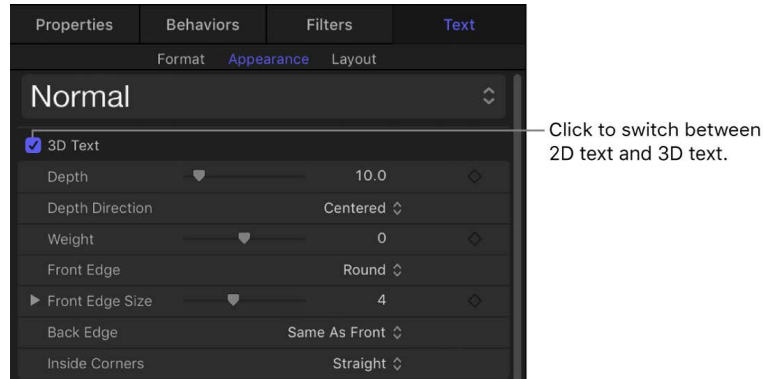 Properties Behaviors Filters Text
Format Appearance Layout
Normal
3D Text
Click to switch between
2D text and 3D text.
Depth 10.0
Depth Direction Centered
Weight 0
Front Edge Round
Front Edge Size 4
Back Edge Same As Front
Inside Corners Straight